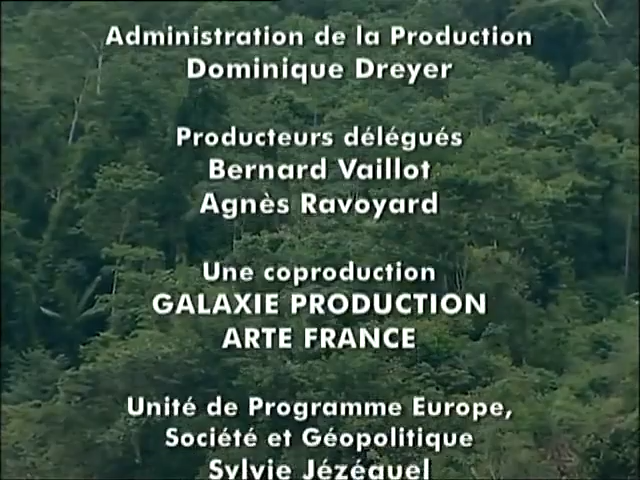 Administration de la Production
Dominique Dreyer
Producteurs délégués
Bernard Vaillot
Agnès Ravoyard
Une coproduction
GALAXIE PRODUCTION
ARTE FRANCE
Unité de Programme Europe,
Société et Géopolitique
Sylvie Jézéquel